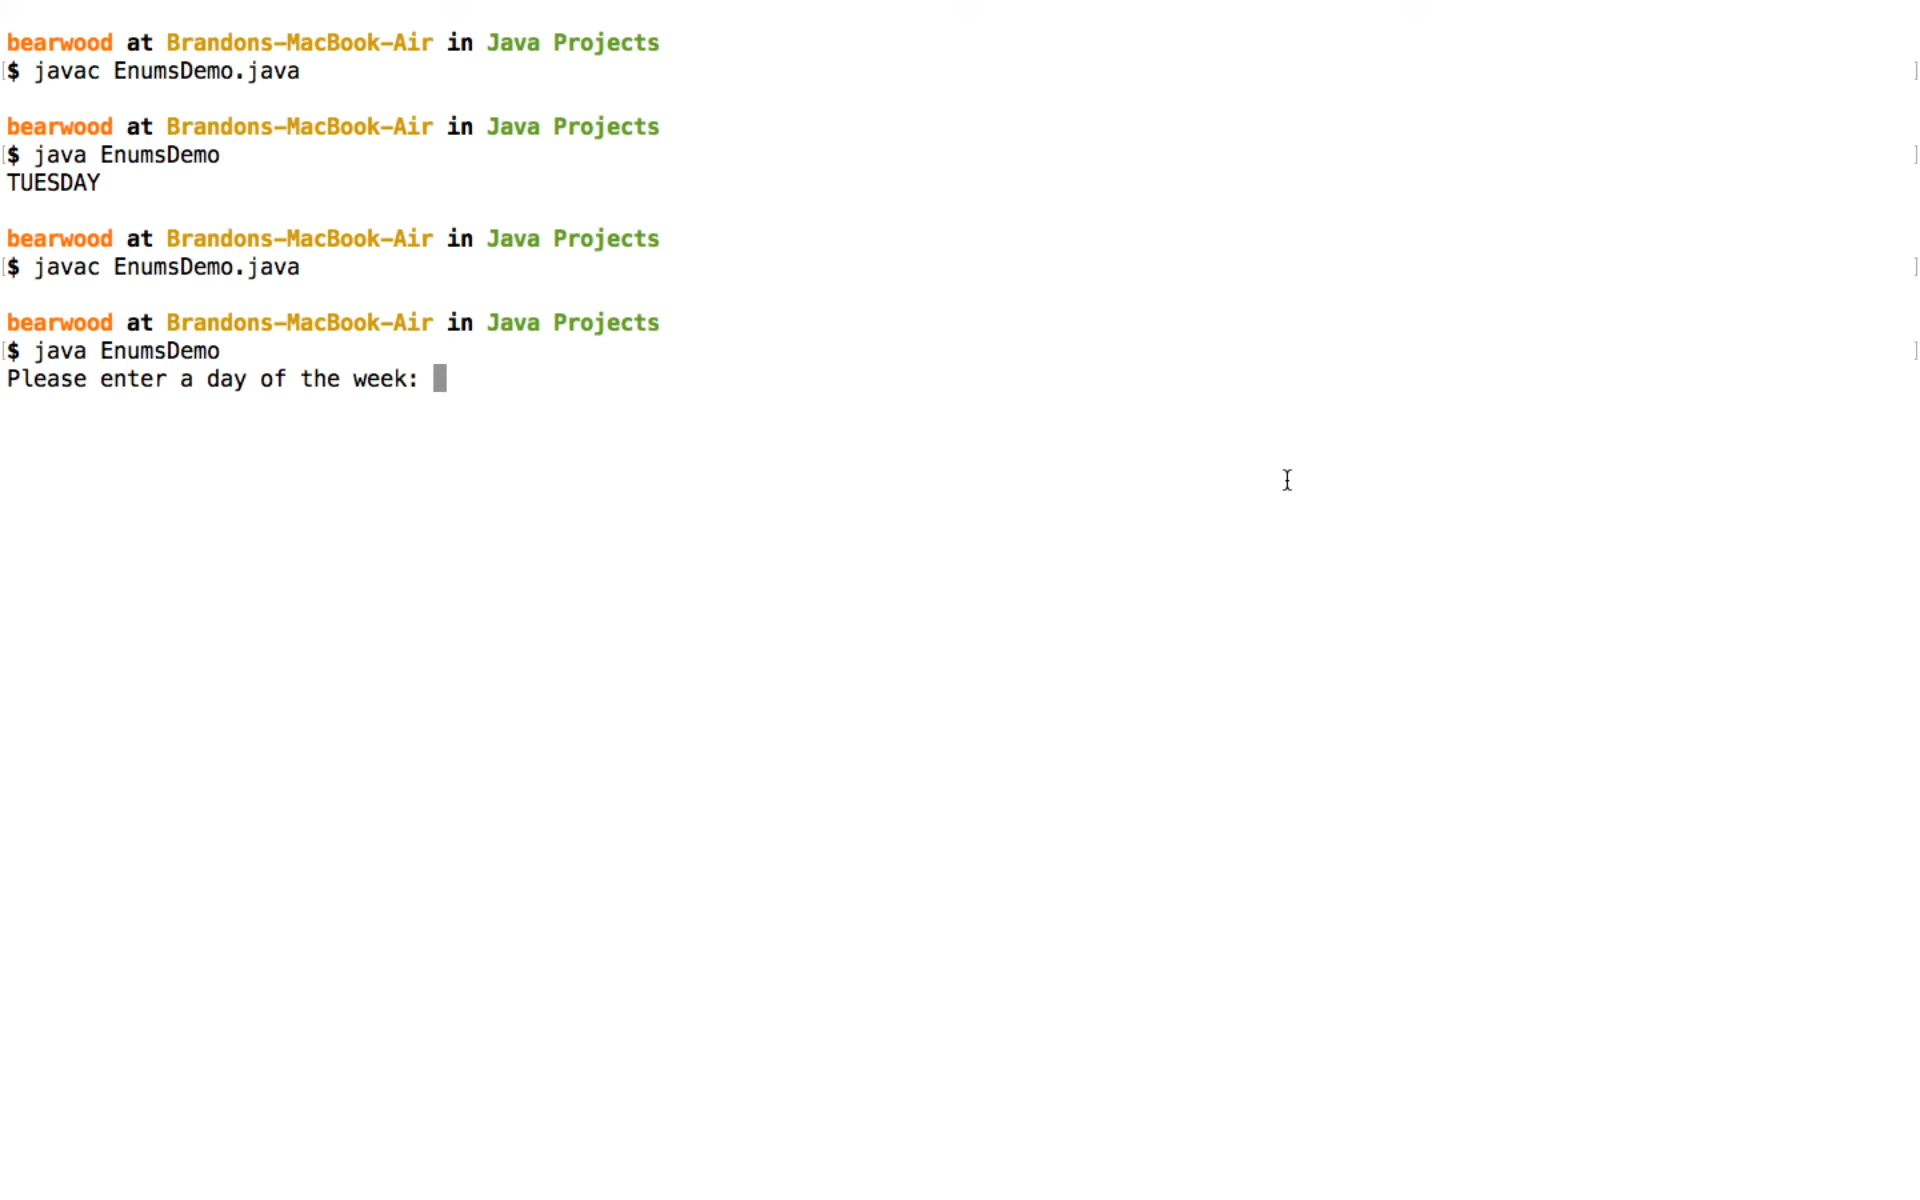 bearwood at Brandons-MacBook-Air in Java Projects
$ javac EnumsDemo.java
bearwood at Brandons-MacBook-Air in Java Projects
$ java EnumsDemo
TUESDAY
bearwood at Brandons-MacBook-Air in Java Projects
$ javac EnumsDemo.java
bearwood at Brandons-MacBook-Air in Java Projects
$ java EnumsDemo
Please enter a day of the week: